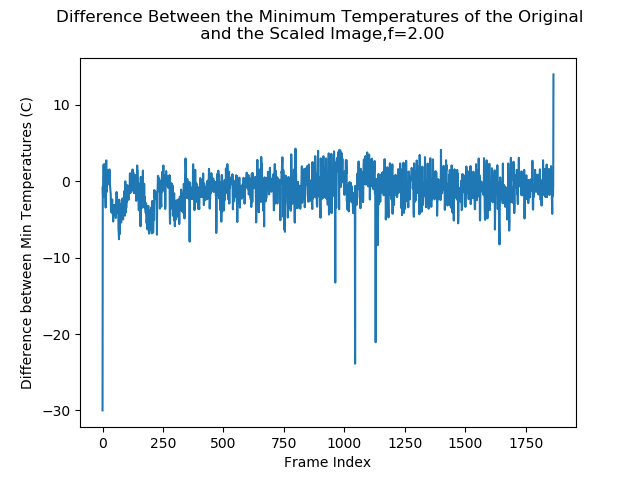 Difference Between the Minimum Temperatures of the Original
and the Scaled Image,f=2.00
Difference between Min Temperatures (C)
10
0
−10
−20
−30
0 250 500 750 1000 1250 1500 1750
Frame Index